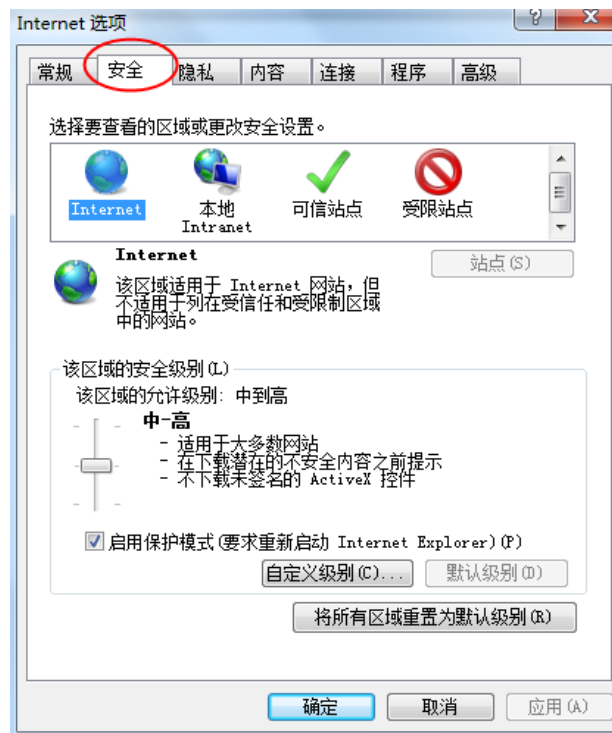 Internet 选项
常规 安全 隐私 内容 连接 程序 高级
选择要查看的区域或更改安全设置。
Internet 本地 可信站点 受限站点
Intranet
Internet
站点(S)
该区域适用于 Internet 网站，但
不适用于列在受信任和受限制区域
中的网站。
该区域的安全级别(L)
该区域的允许级别: 中到高
中-高
- 适用于大多数网站
- 在下载潜在的不安全内容之前提示
- 不下载未签名的 ActiveX 控件
启用保护模式(要求重新启动 Internet Explorer)(P)
自定义级别(C)... 默认级别(D)
将所有区域重置为默认级别(R)
确定 取消 应用(A)